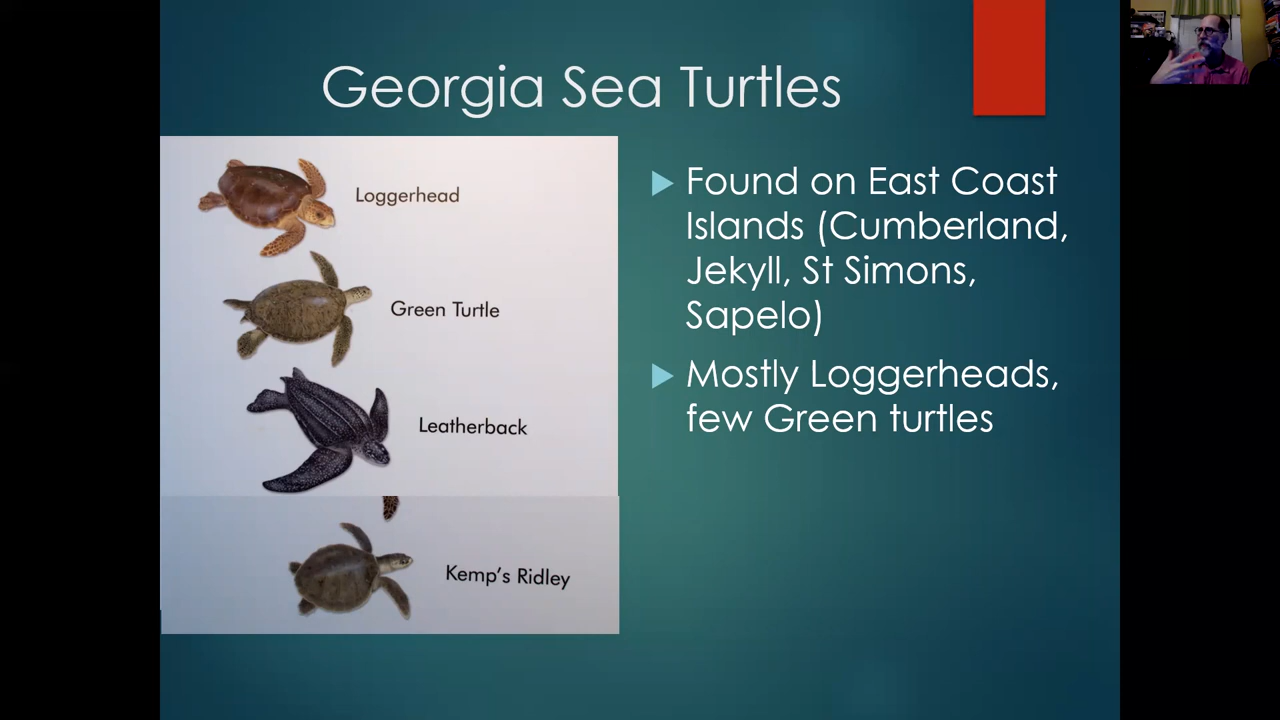 Georgia Sea Turtles
Loggerhead
Green Turtle
Leatherback
Kemp's Ridley
Found on East Coast
Islands (Cumberland,
Jekyll, St Simons,
Sapelo)
Mostly Loggerheads,
few Green turtles